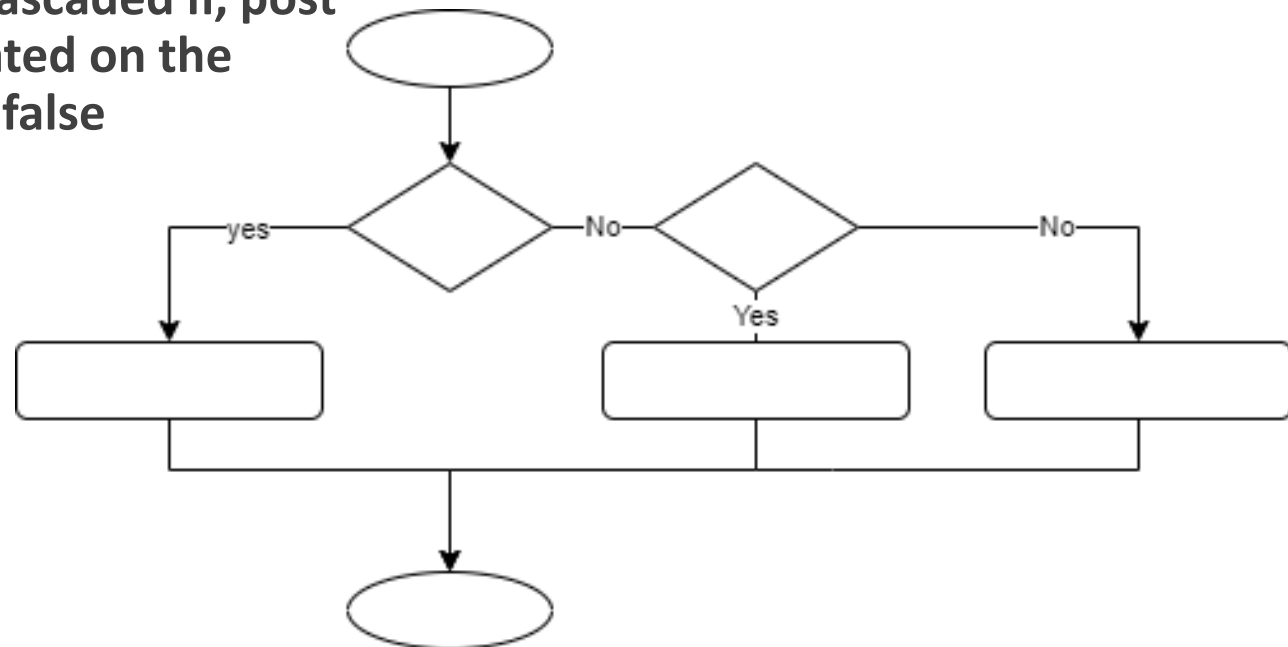 ascaded if, post
ted on the
false
yes
No
No
Yes